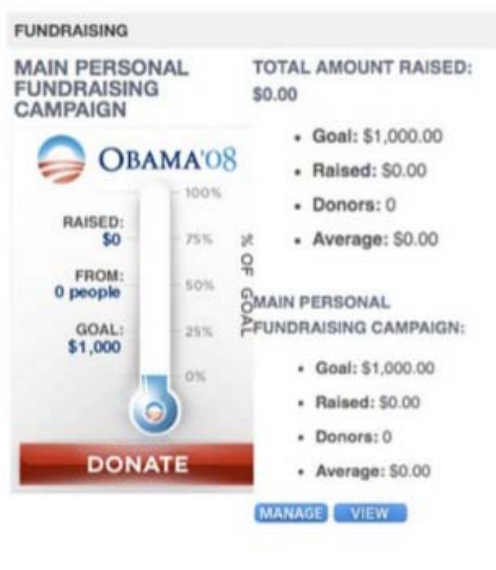 FUNDRAISING
MAIN PERSONAL
FUNDRAISING
CAMPAIGN
OBAMA'08
100%
RAISED:
$0
75%
FROM:
0 people
50%
GOAL:
$1,000
25%
0%
% OF GOAL
DONATE
TOTAL AMOUNT RAISED:
$0.00
• Goal: $1,000.00
• Raised: $0.00
• Donors: 0
• Average: $0.00
MAIN PERSONAL
FUNDRAISING CAMPAIGN:
• Goal: $1,000.00
• Raised: $0.00
• Donors: 0
• Average: $0.00
MANAGE VIEW